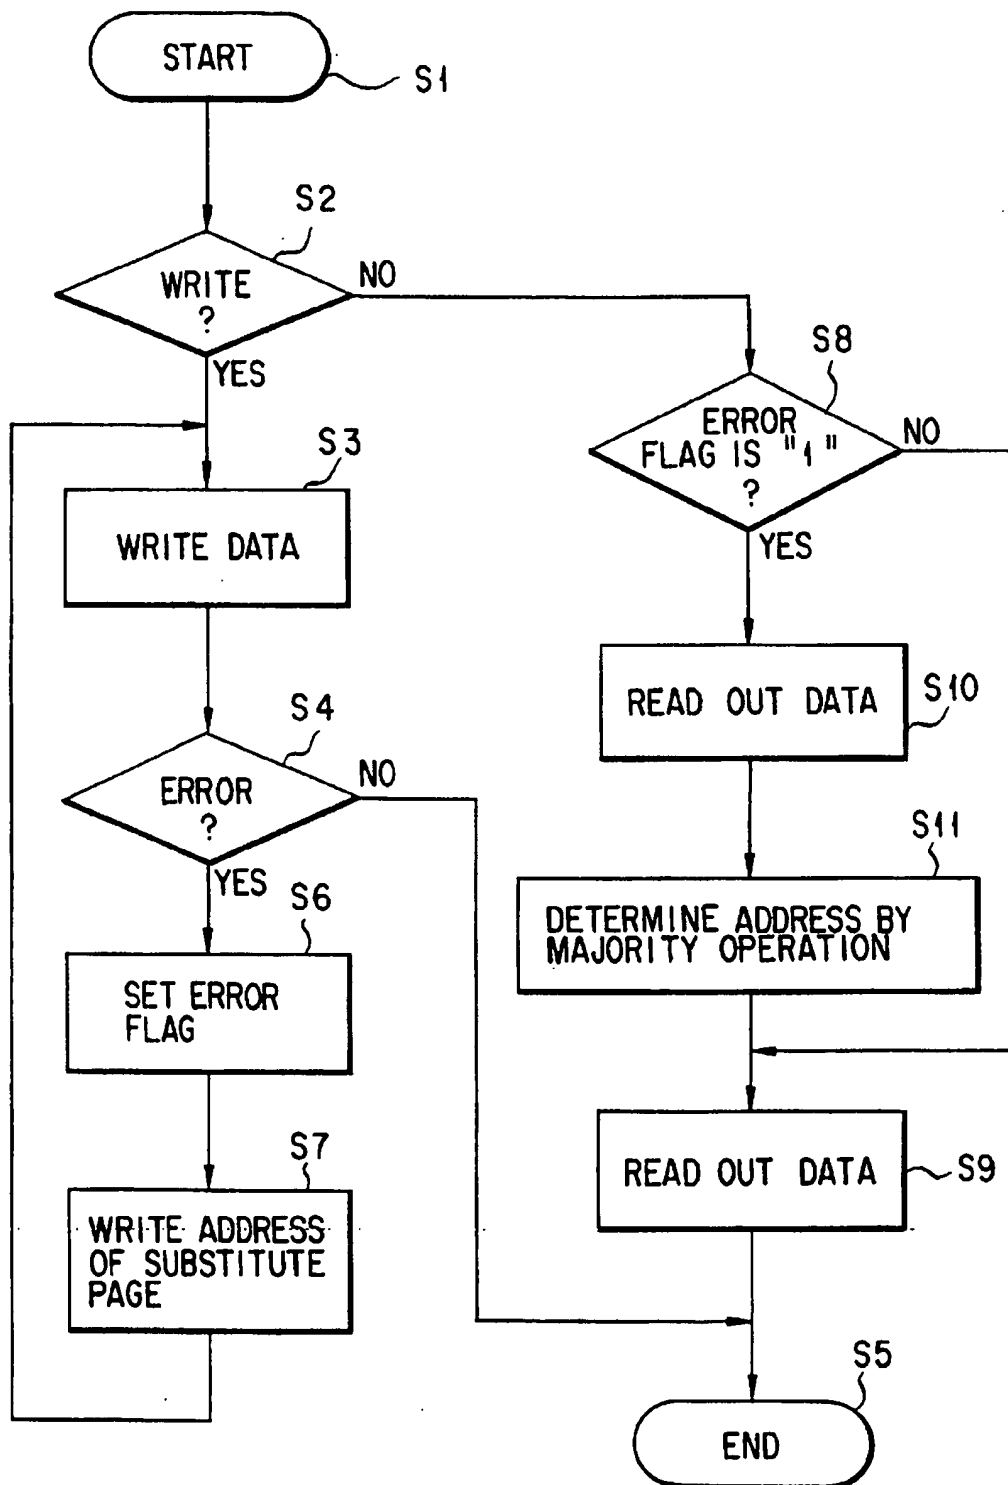 START
S1
S2
WRITE
?
NO
YES
S3
WRITE DATA
S4
ERROR
?
NO
YES
S6
SET ERROR
FLAG
S7
WRITE ADDRESS
OF SUBSTITUTE
PAGE
S8
ERROR
FLAG IS "1"
?
NO
YES
READ OUT DATA
S10
S11
DETERMINE ADDRESS BY
MAJORITY OPERATION
READ OUT DATA
S9
S5
END